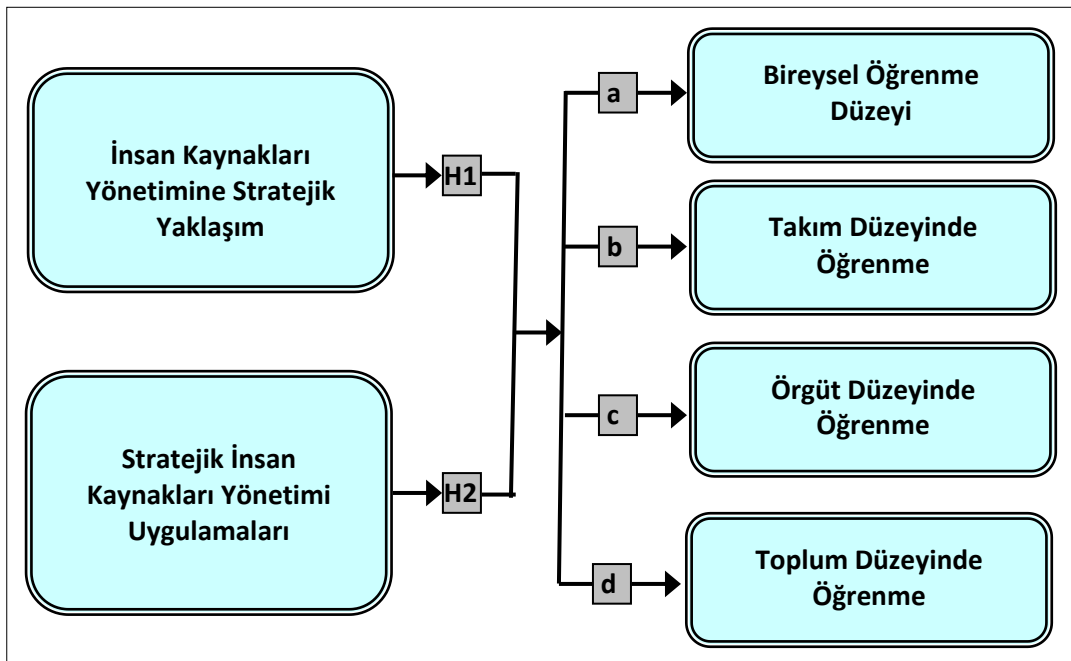 İnsan Kaynakları
Yönetimine Stratejik
Yaklaşım
H1
Stratejik İnsan
Kaynakları Yönetimi
Uygulamaları
H2
a
Bireysel Öğrenme
Düzeyi
b
Takım Düzeyinde
Öğrenme
c
Örgüt Düzeyinde
Öğrenme
d
Toplum Düzeyinde
Öğrenme